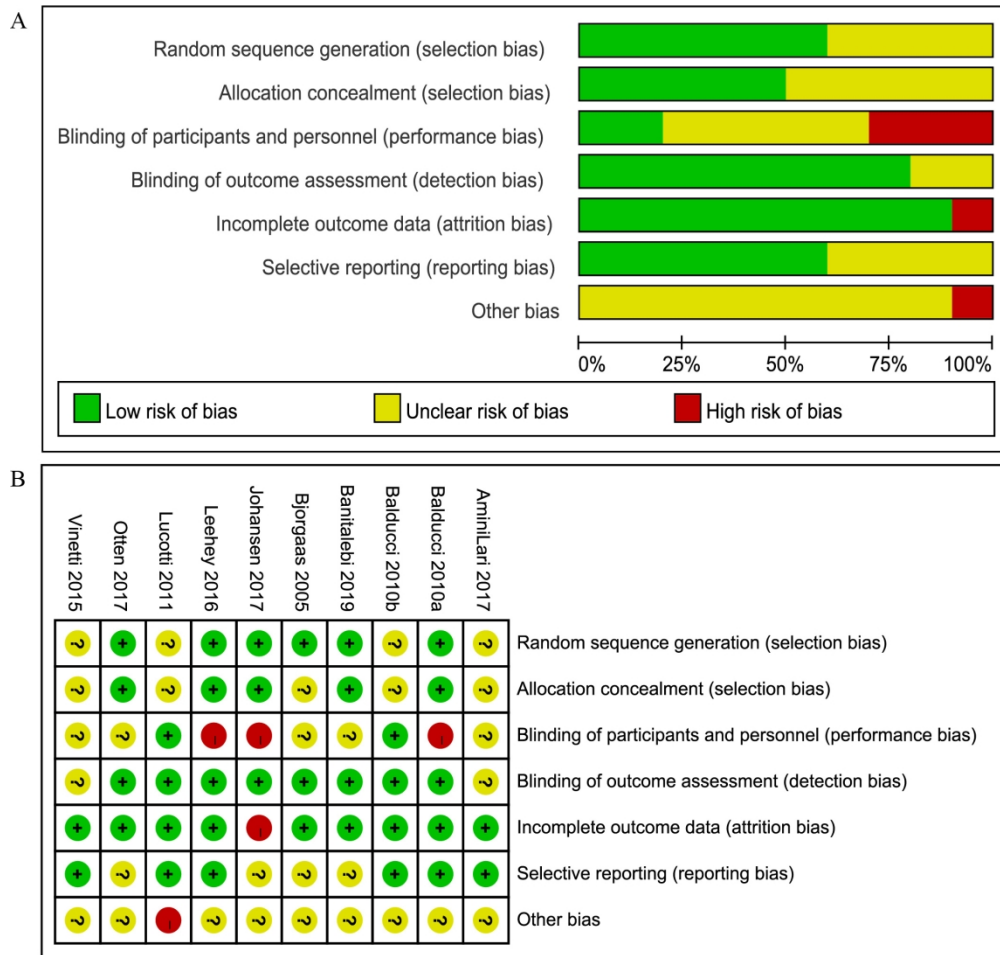 A
Random sequence generation (selection bias)
Allocation concealment (selection bias)
Blinding of participants and personnel (performance bias)
Blinding of outcome assessment (detection bias)
Incomplete outcome data (attrition bias)
Selective reporting (reporting bias)
Other bias
0% 25% 50% 75% 100%
Low risk of bias Unclear risk of bias High risk of bias
B
Vinetti 2015
Otten 2017
Lucotti 2011
Leehey 2016
Johansen 2017
Bjorgaas 2005
Banitalebi 2019
Balducci 2010b
Balducci 2010a
AminiLari 2017
? + ? + + + + ? + ? Random sequence generation (selection bias)
? + ? + + ? + ? + ? Allocation concealment (selection bias)
? ? + – – ? ? + – ? Blinding of participants and personnel (performance bias)
? + + + + + + + + ? Blinding of outcome assessment (detection bias)
+ + + + – + + + + + Incomplete outcome data (attrition bias)
+ ? + + ? ? ? + + + Selective reporting (reporting bias)
? ? – ? ? ? ? ? ? ? Other bias